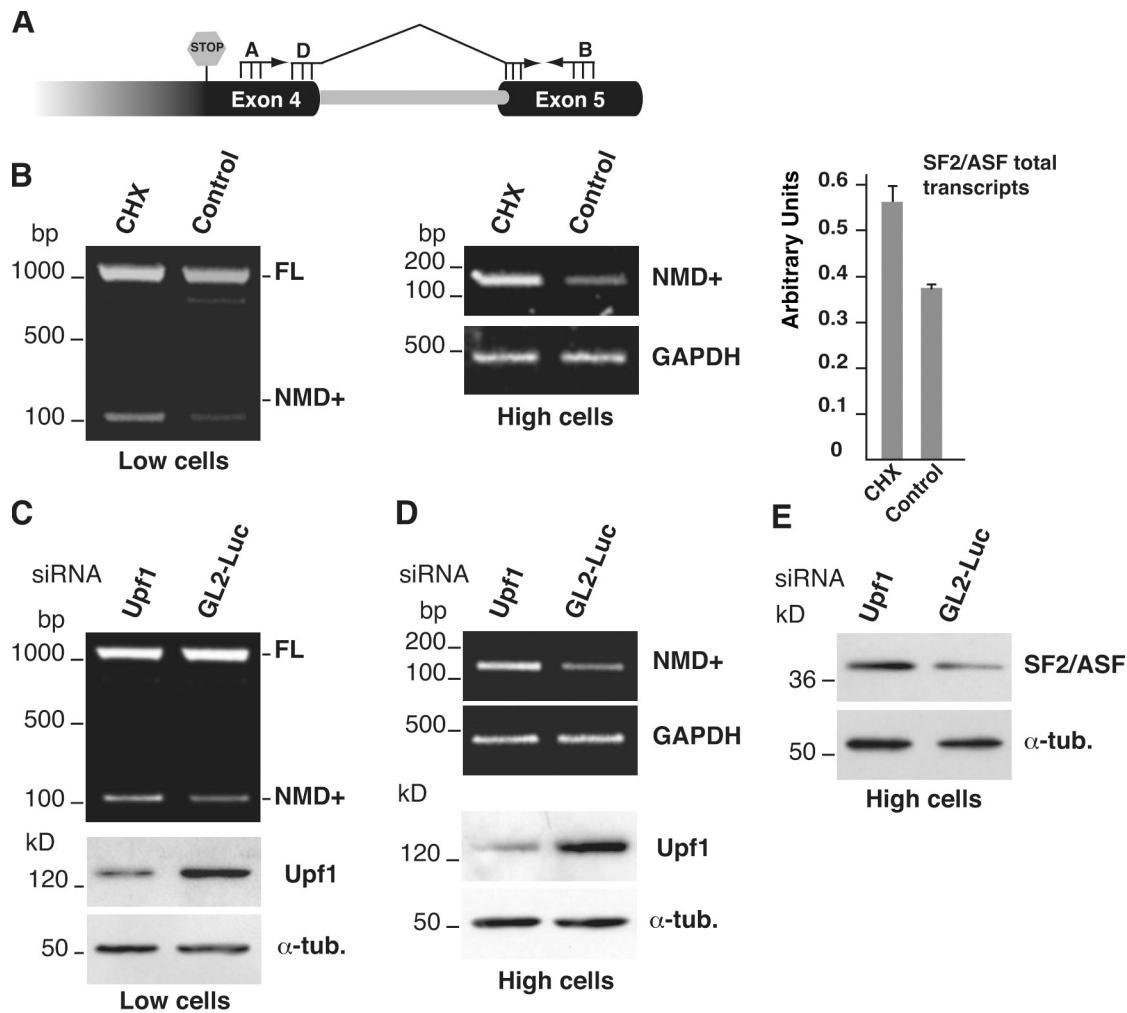 A
STOP
A
D
B
Exon 4
Exon 5
B
CHX
Control
bp
1000
500
100
FL
NMD+
Low cells
CHX
Control
bp
200
100
500
NMD+
GAPDH
High cells
SF2/ASF total
transcripts
Arbitrary Units
0.6
0.5
0.4
0.3
0.2
0.1
0
CHX
Control
C
siRNA
Upf1
GL2-Luc
bp
1000
500
100
FL
NMD+
kD
120
Upf1
50
α-tub.
Low cells
D
siRNA
Upf1
GL2-Luc
bp
200
100
NMD+
500
GAPDH
kD
120
Upf1
50
α-tub.
High cells
E
siRNA
Upf1
GL2-Luc
kD
36
SF2/ASF
50
α-tub.
High cells